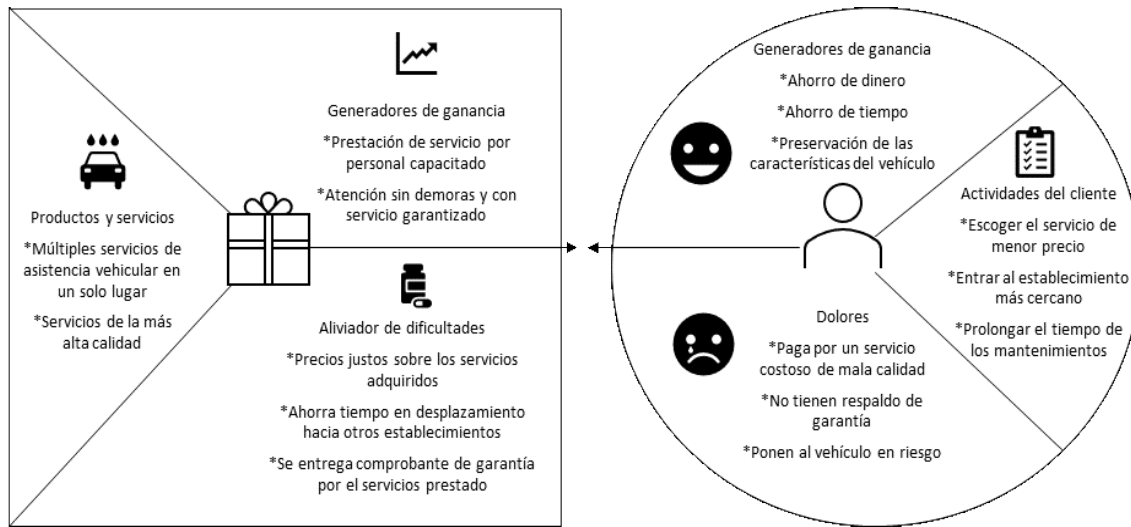 Productos y servicios
*Múltiples servicios de
asistencia vehicular en
un solo lugar
*Servicios de la más
alta calidad
Generadores de ganancia
*Prestación de servicio por
personal capacitado
*Atención sin demoras y con
servicio garantizado
Aliviador de dificultades
*Precios justos sobre los servicios
adquiridos
*Ahorra tiempo en desplazamiento
hacia otros establecimientos
*Se entrega comprobante de garantía
por el servicios prestado
Generadores de ganancia
*Ahorro de dinero
*Ahorro de tiempo
*Preservación de las
características del vehículo
Actividades del cliente
*Escoger el servicio de
menor precio
*Entrar al establecimiento
más cercano
*Prolongar el tiempo de
los mantenimientos
Dolores
*Paga por un servicio
costoso de mala calidad
*No tienen respaldo de
garantía
*Ponen al vehículo en riesgo